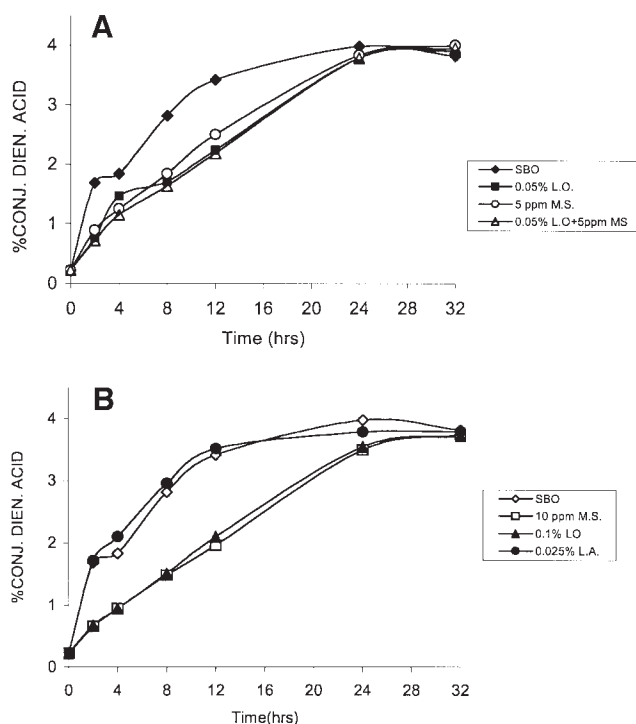 A
4
3
2
1
0
%CONJ. DIEN. ACID
0 4 8 12 16 20 24 28 32
Time (hrs)
SBO
0.05% L.O.
5 ppm M.S.
0.05% L.O+5ppm MS
B
4
3
2
1
0
%CONJ. DIEN. ACID
0 4 8 12 16 20 24 28 32
Time(hrs)
SBO
10 ppm M.S.
0.1% LO
0.025% L.A.